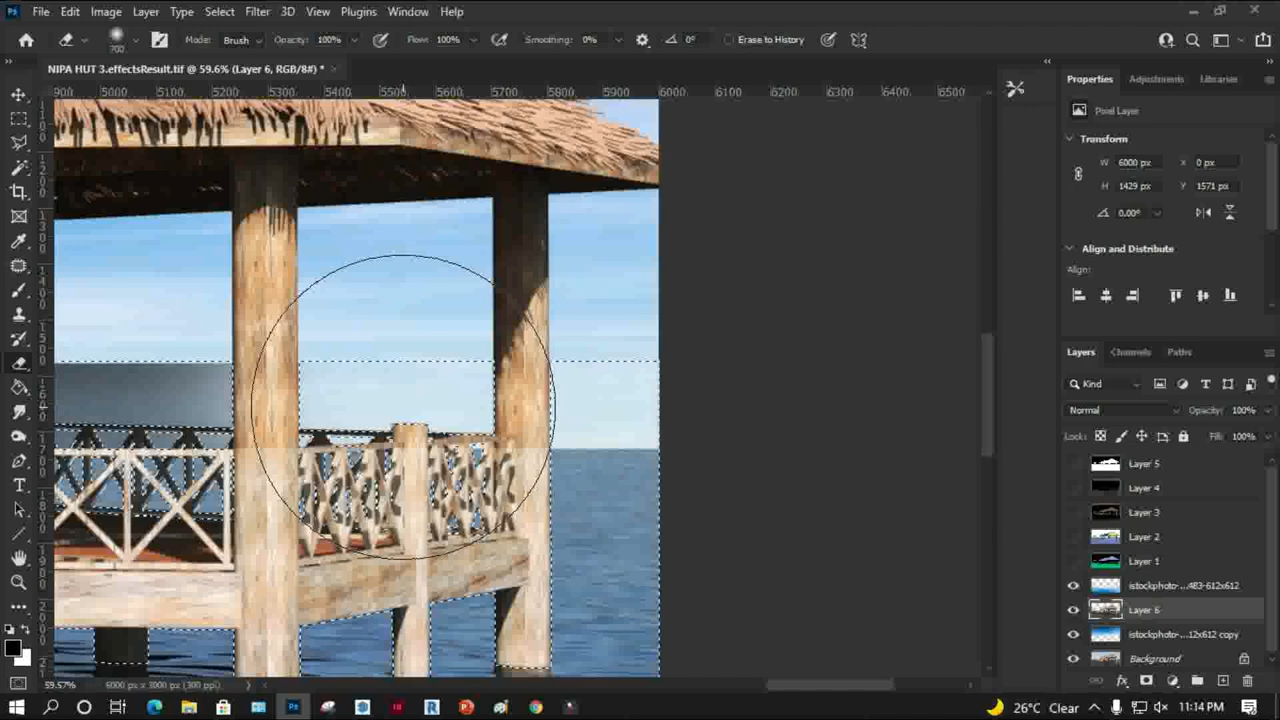 Ps File Edit Image Layer Type Select Filter 3D View Plugins Window Help
700 Mode: Brush Opacity: 100% Flow: 100% Smoothing: 0% 0° Erase to History
NIPA HUT 3.effectsResult.tif @ 59.6% (Layer 6, RGB/8#) *
900 5000 5100 5200 5300 5400 5500 5600 5700 5800 5900 6000 6100 6200 6300 6400 6500
Properties Adjustments Libraries
Pixel Layer
Transform
W 6000 px X 0 px
H 1429 px Y 1571 px
0.00°
Align and Distribute
Align:
Layers Channels Paths
Kind
Normal Opacity: 100%
Lock: Fill: 100%
Layer 5
Layer 4
Layer 3
Layer 2
Layer 1
istockphoto-...483-612x612
Layer 6
istockphoto-...12x612 copy
Background
59.57% 6000 px x 3000 px (300 ppi)
26°C Clear 11:14 PM